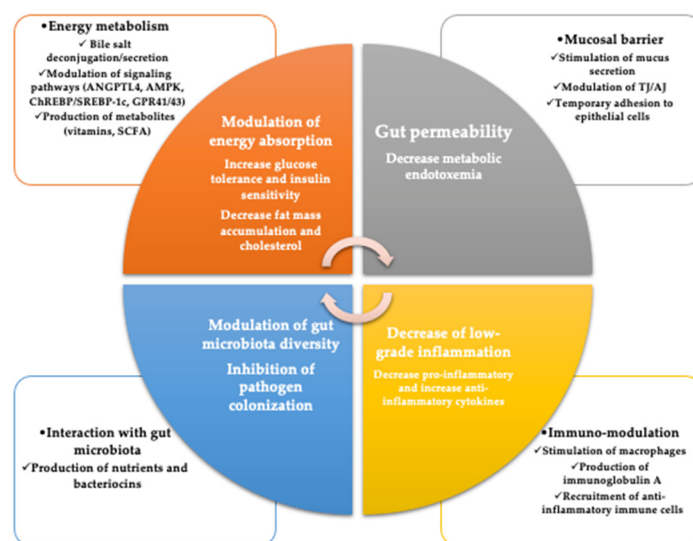 •Energy metabolism
✓Bile salt
deconjugation/secretion
✓Modulation of signaling
pathways (ANGPTL4, AMPK,
ChREBP/SREBP-1c, GPR41/43)
✓Production of metabolites
(vitamins, SCFA)
Modulation of
energy absorption
Increase glucose
tolerance and insulin
sensitivity
Decrease fat mass
accumulation and
cholesterol
Gut permeability
Decrease metabolic
endotoxemia
•Mucosal barrier
✓Stimulation of mucus
secretion
✓Modulation of TJ/AJ
✓Temporary adhesion to
epithelial cells
Modulation of gut
microbiota diversity
Inhibition of
pathogen
colonization
Decrease of low-
grade inflammation
Decrease pro-inflammatory
and increase anti-
inflammatory cytokines
•Interaction with gut
microbiota
✓Production of nutrients and
bacteriocins
•Immuno-modulation
✓Stimulation of macrophages
✓Production of
immunoglobulin A
✓Recruitment of anti-
inflammatory immune cells